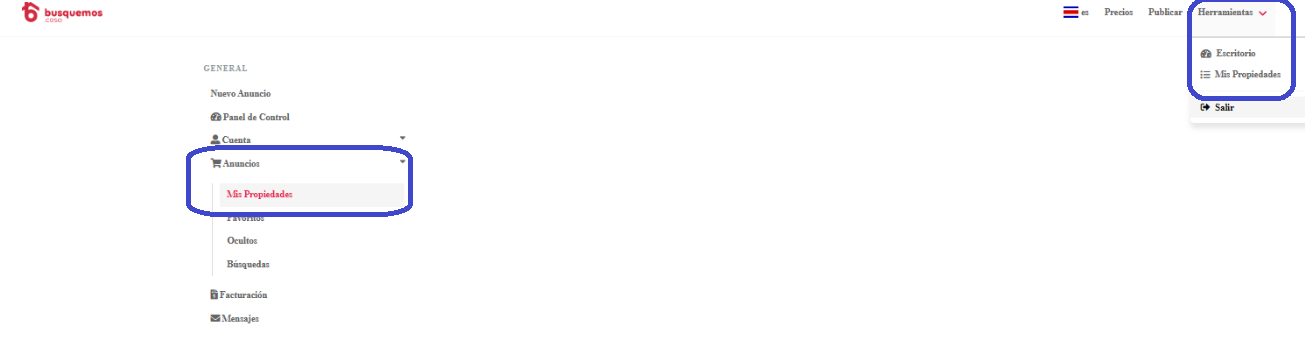 busquemos
.casa
es Precios Publicar Herramientas
Escritorio
Mis Propiedades
Salir
GENERAL
Nuevo Anuncio
Panel de Control
Cuenta
Anuncios
Mis Propiedades
Favoritos
Ocultos
Búsquedas
Facturación
Mensajes